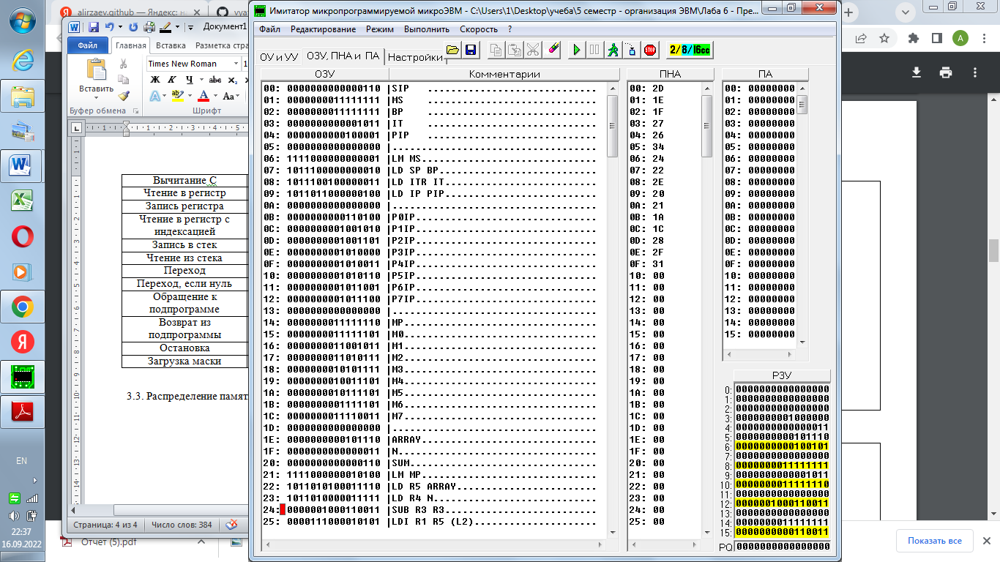 alirzaev.github — Яндекс: н
vya
Имитатор микропрограммируемой микроЭВМ - C:\Users\1\Desktop\учеба\5 семестр - организация ЭВМ\Лаба 6 - Пре...
Документ1
Файл Редактирование Режим Выполнить Скорость ?
Файл Главная Вставка Разметка стра
ОУ и УУ ОЗУ, ПНА и ПА Настройки
2/8/16cc
STOP
Times New Roman
Вставить
Ж К Ч abc x
Aa
Буфер обмена Шрифт
ОЗУ Комментарии ПНА ПА
00: 0000000000000110 |SIP
01: 0000000011111111 |MS
02: 0000000011111111 |BP
03: 0000000000001011 |IT
04: 0000000000100001 |PIP
05: 0000000000000000 |
06: 1111000000000001 |LM MS
07: 1011100000000010 |LD SP BP
08: 1011100100000011 |LD ITR IT
09: 1011011000000100 |LD IP PIP
0A: 0000000000000000 |
0B: 0000000000110100 |P0IP
0C: 0000000001001010 |P1IP
0D: 0000000001001101 |P2IP
0E: 0000000001010000 |P3IP
0F: 0000000001010011 |P4IP
10: 0000000001010110 |P5IP
11: 0000000001011001 |P6IP
12: 0000000001011100 |P7IP
13: 0000000000000000 |
14: 0000000011111110 |MP
15: 0000000011111101 |M0
16: 0000000011001011 |M1
17: 0000000011010111 |M2
18: 0000000010101111 |M3
19: 0000000010011101 |M4
1A: 0000000010111101 |M5
1B: 0000000001111101 |M6
1C: 0000000011110011 |M7
1D: 0000000000000000 |
1E: 0000000000101110 |ARRAY
1F: 0000000000000011 |N
20: 0000000000000110 |SUM
21: 1111000000010100 |LM MP
22: 1011010100011110 |LD R5 ARRAY
23: 1011010000011111 |LD R4 N
24: 0000001000110011 |SUB R3 R3
25: 0000111000010101 |LDI R1 R5 (L2)
00: 2D
01: 1E
02: 1F
03: 27
04: 26
05: 34
06: 24
07: 22
08: 2E
09: 20
0A: 21
0B: 1A
0C: 1C
0D: 28
0E: 2F
0F: 31
10: 00
11: 00
12: 00
13: 00
14: 00
15: 00
16: 00
17: 00
18: 00
19: 00
1A: 00
1B: 00
1C: 00
1D: 00
1E: 00
1F: 00
20: 00
21: 00
22: 00
23: 00
24: 00
25: 00
00: 00000000
01: 00000000
02: 00000000
03: 00000000
04: 00000000
05: 00000000
06: 00000000
07: 00000000
08: 00000000
09: 00000000
0A: 00000000
0B: 00000000
0C: 00000000
0D: 00000000
0E: 00000000
0F: 00000000
10: 00000000
11: 00000000
12: 00000000
13: 00000000
14: 00000000
15: 00000000
РЗУ
0: 0000000000000000
1: 0000000000000000
2: 0000000000000000
3: 0000000001000000
4: 0000000000000011
5: 0000000000101110
6: 0000000000100101
7: 0000000000000000
8: 0000000011111111
9: 0000000000001011
10: 0000000011111110
11: 0000000000000000
12: 0000001000110011
13: 0000000000000000
14: 0000000011111111
15: 0000000000110011
PQ 0000000000000000
Вычитание С
Чтение в регистр
Запись регистра
Чтение в регистр с
индексацией
Запись в стек
Чтение из стека
Переход
Переход, если нуль
Обращение к
подпрограмме
Возврат из
подпрограммы
Остановка
Загрузка маски
3.3. Распределение памят
Страница: 4 из 4 Число слов: 384
Отчет (5).pdf
Показать все
EN
22:37
16.09.2022